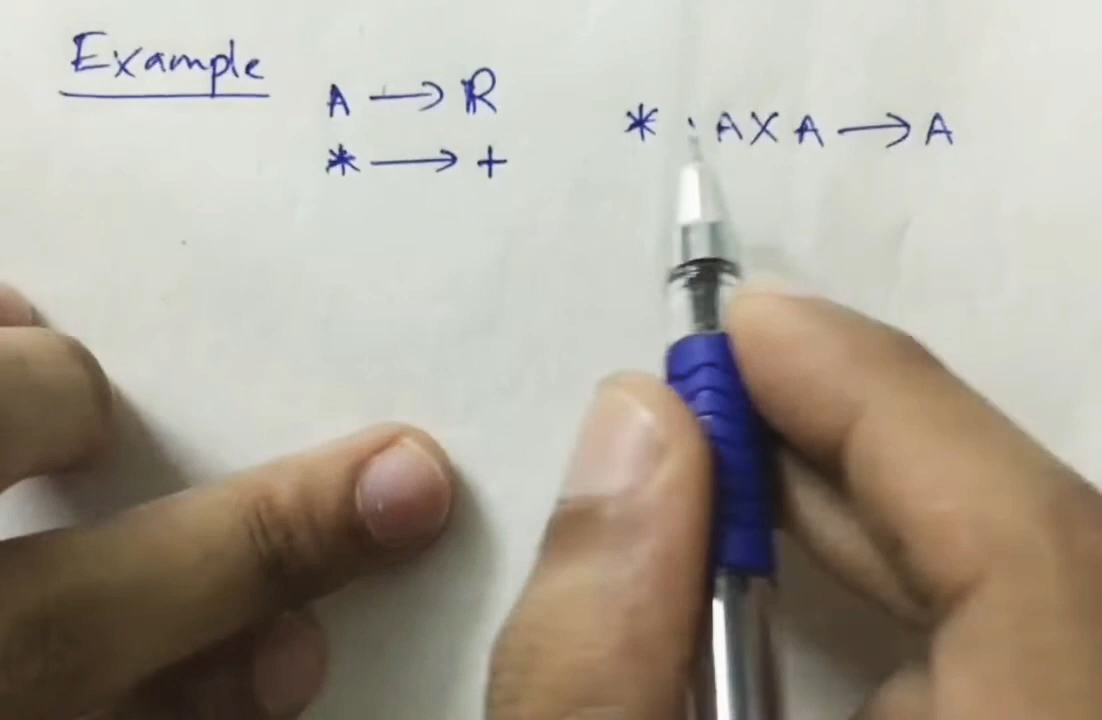 Example
A → R
* → +
* : A X A → A